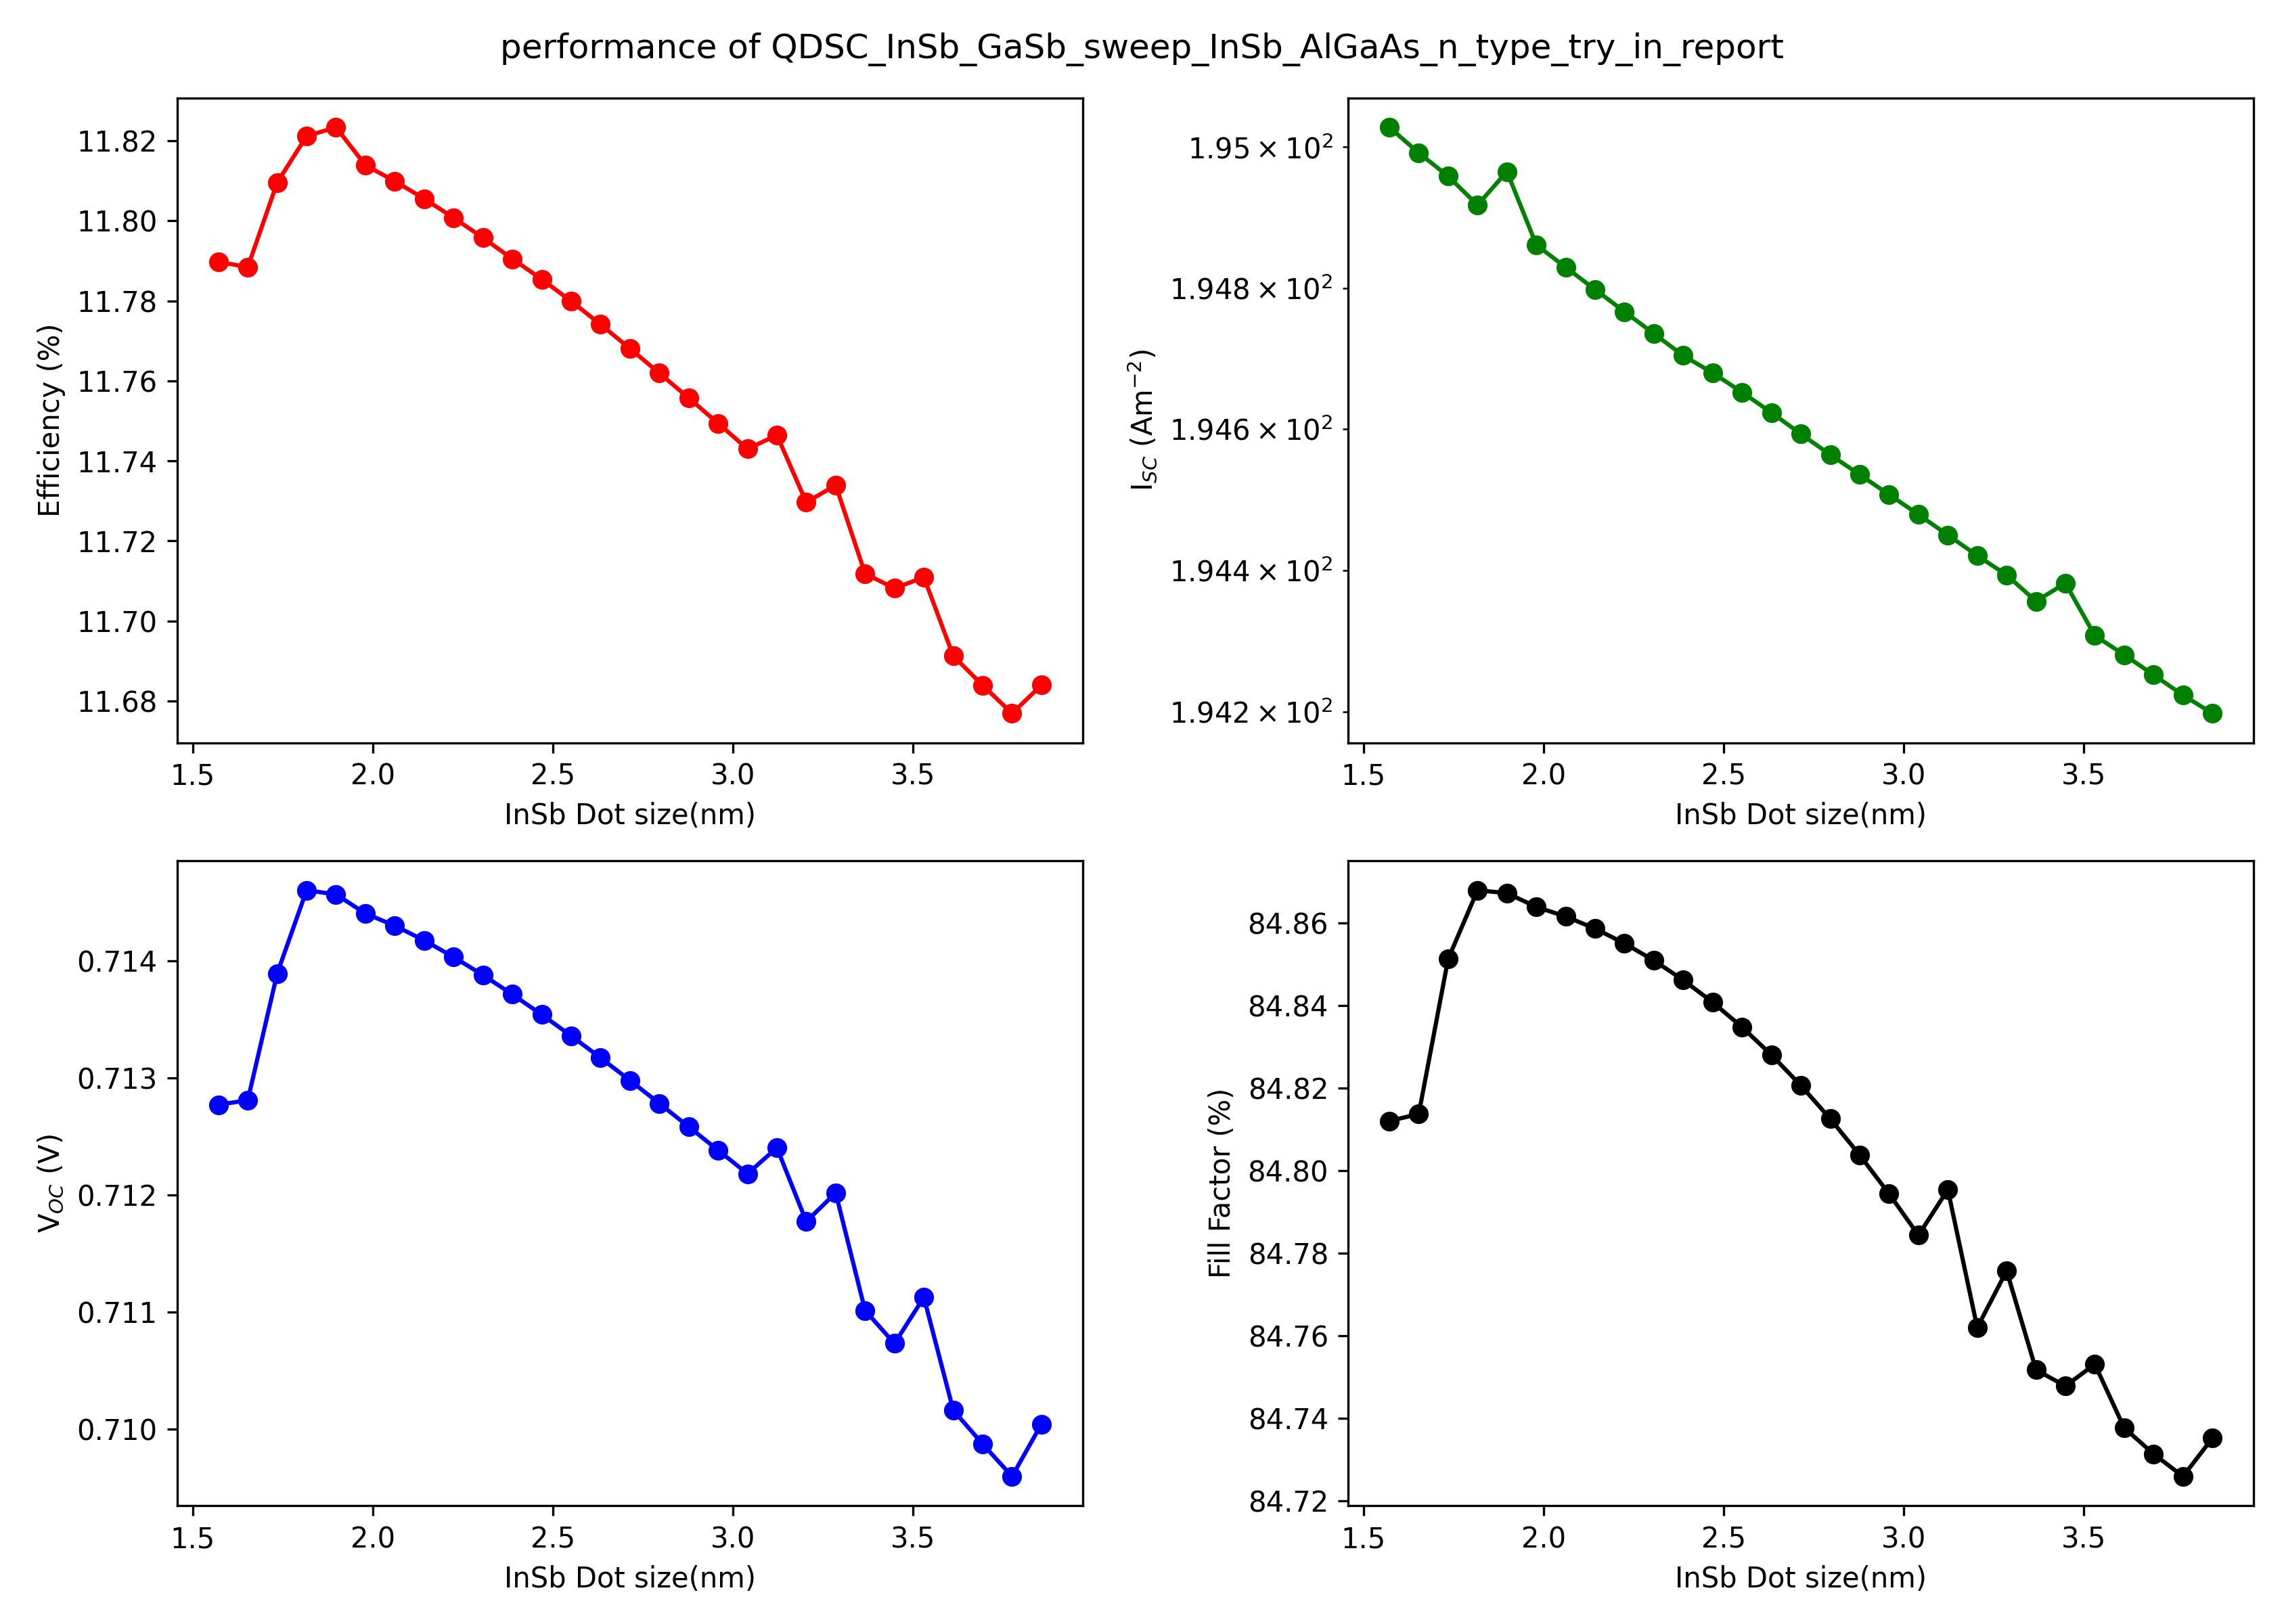 performance of QDSC_InSb_GaSb_sweep_InSb_AlGaAs_n_type_try_in_report
Efficiency (%)
11.82
11.80
11.78
11.76
11.74
11.72
11.70
11.68
1.5 2.0 2.5 3.0 3.5
InSb Dot size(nm)
I_SC (Am⁻²)
1.95 × 10²
1.948 × 10²
1.946 × 10²
1.944 × 10²
1.942 × 10²
1.5 2.0 2.5 3.0 3.5
InSb Dot size(nm)
V_OC (V)
0.714
0.713
0.712
0.711
0.710
1.5 2.0 2.5 3.0 3.5
InSb Dot size(nm)
Fill Factor (%)
84.86
84.84
84.82
84.80
84.78
84.76
84.74
84.72
1.5 2.0 2.5 3.0 3.5
InSb Dot size(nm)